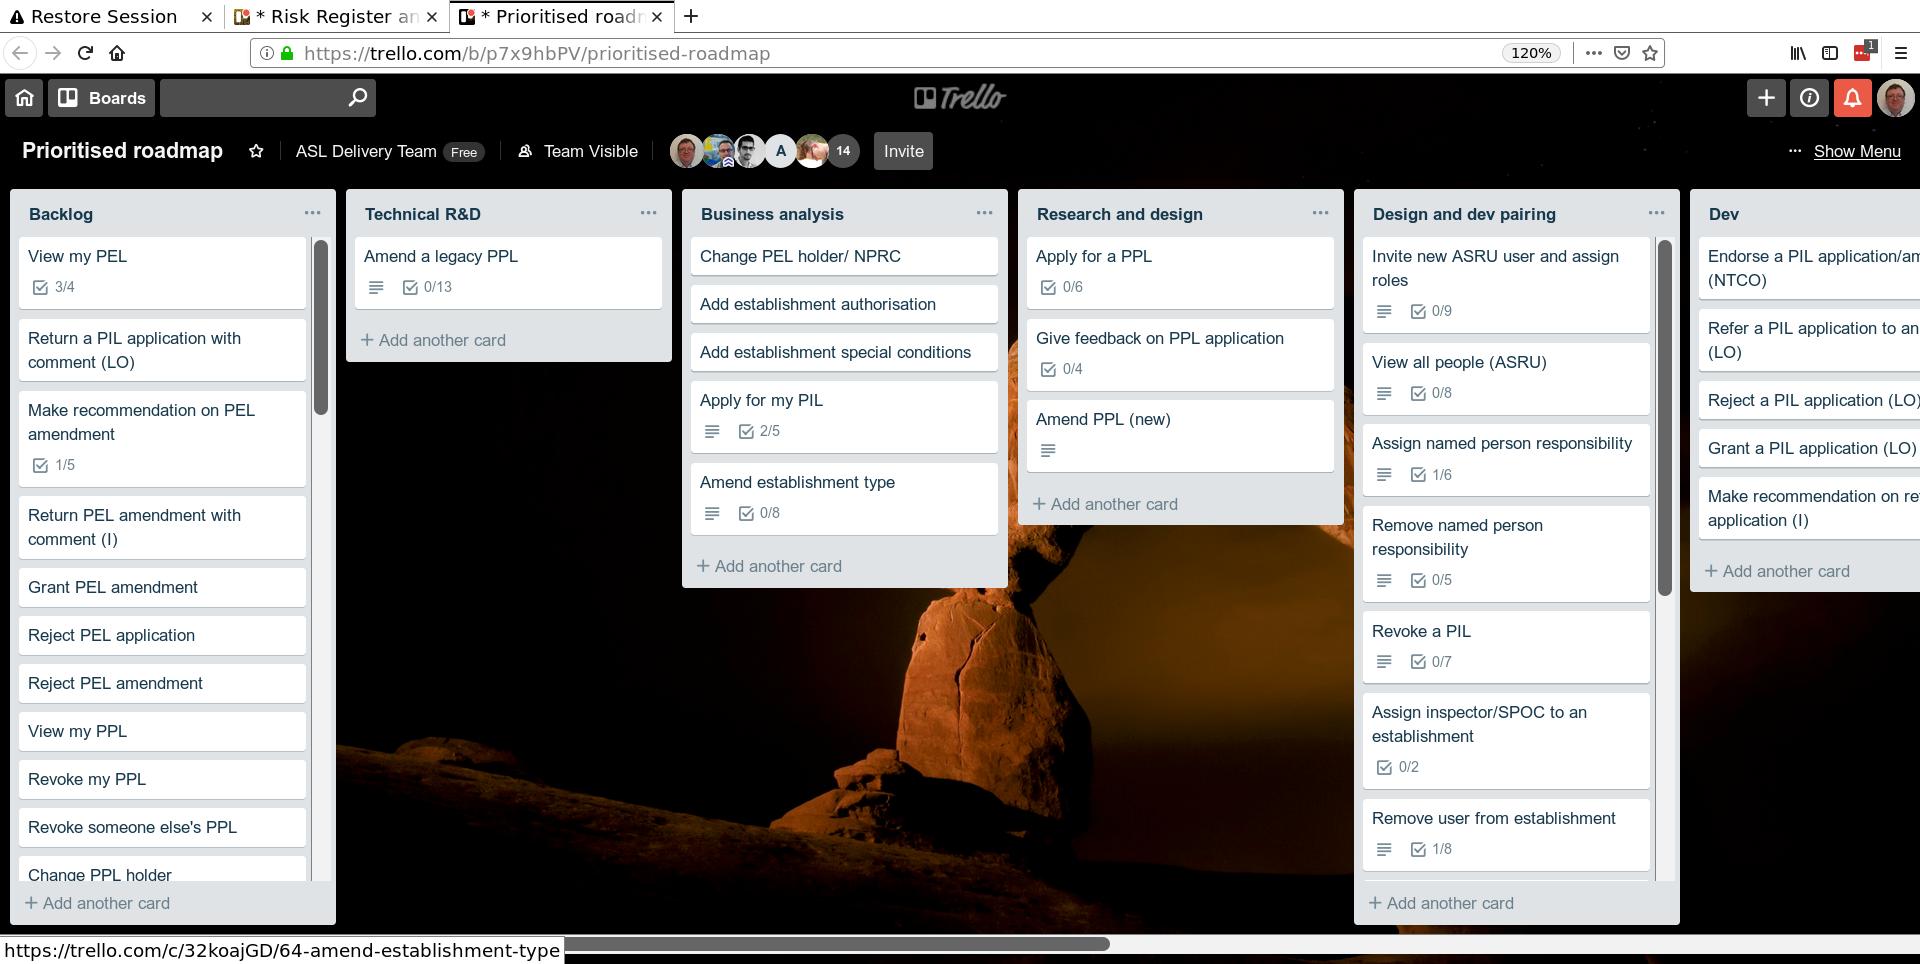 Restore Session
* Risk Register an
* Prioritised roadr
https://trello.com/b/p7x9hbPV/prioritised-roadmap
120%
1
Boards
Trello
Prioritised roadmap
ASL Delivery Team
Free
Team Visible
A
14
Invite
Show Menu
Backlog
View my PEL
3/4
Return a PIL application with
comment (LO)
Make recommendation on PEL
amendment
1/5
Return PEL amendment with
comment (I)
Grant PEL amendment
Reject PEL application
Reject PEL amendment
View my PPL
Revoke my PPL
Revoke someone else's PPL
Change PPL holder
+ Add another card
Technical R&D
Amend a legacy PPL
0/13
+ Add another card
Business analysis
Change PEL holder/ NPRC
Add establishment authorisation
Add establishment special conditions
Apply for my PIL
2/5
Amend establishment type
0/8
+ Add another card
Research and design
Apply for a PPL
0/6
Give feedback on PPL application
0/4
Amend PPL (new)
+ Add another card
Design and dev pairing
Invite new ASRU user and assign
roles
0/9
View all people (ASRU)
0/8
Assign named person responsibility
1/6
Remove named person
responsibility
0/5
Revoke a PIL
0/7
Assign inspector/SPOC to an
establishment
0/2
Remove user from establishment
1/8
+ Add another card
Dev
Endorse a PIL application/am
(NTCO)
Refer a PIL application to an
(LO)
Reject a PIL application (LO)
Grant a PIL application (LO)
Make recommendation on re
application (I)
+ Add another card
https://trello.com/c/32koajGD/64-amend-establishment-type